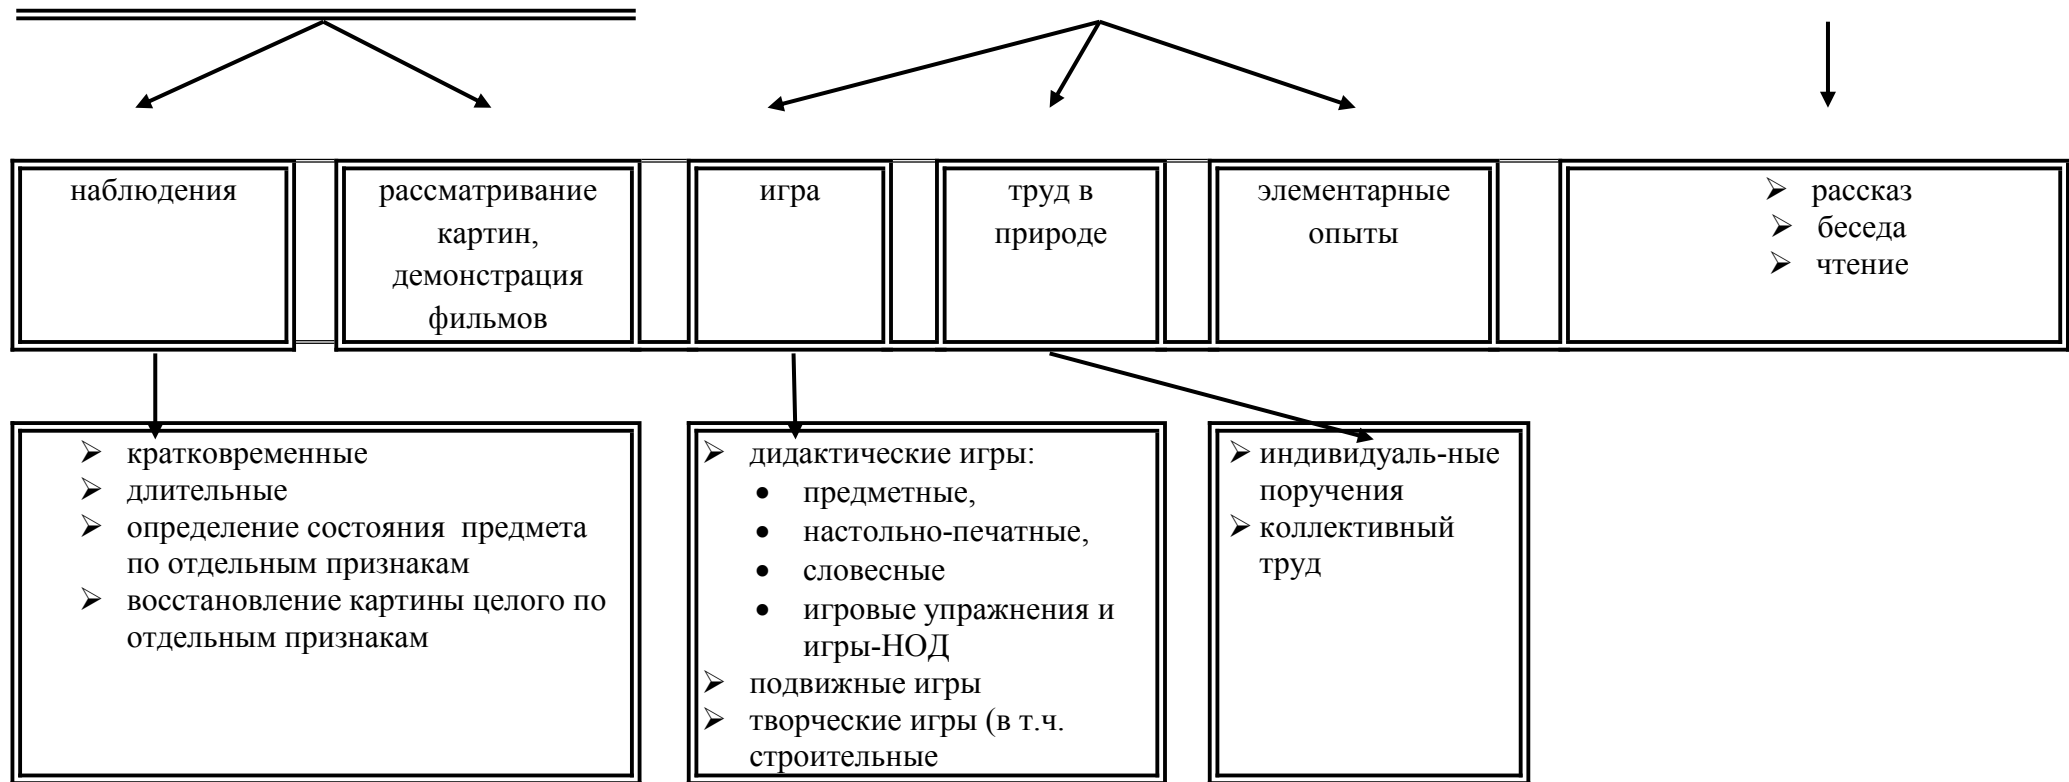 наблюдения
рассматривание
картин,
демонстрация
фильмов
игра
труд в
природе
элементарные
опыты
➢ рассказ
➢ беседа
➢ чтение
➢ кратковременные
➢ длительные
➢ определение состояния  предмета
по отдельным признакам
➢ восстановление картины целого по
отдельным признакам
➢ дидактические игры:
• предметные,
• настольно-печатные,
• словесные
• игровые упражнения и
игры-НОД
➢ подвижные игры
➢ творческие игры (в т.ч.
строительные
➢ индивидуаль-ные
поручения
➢ коллективный
труд